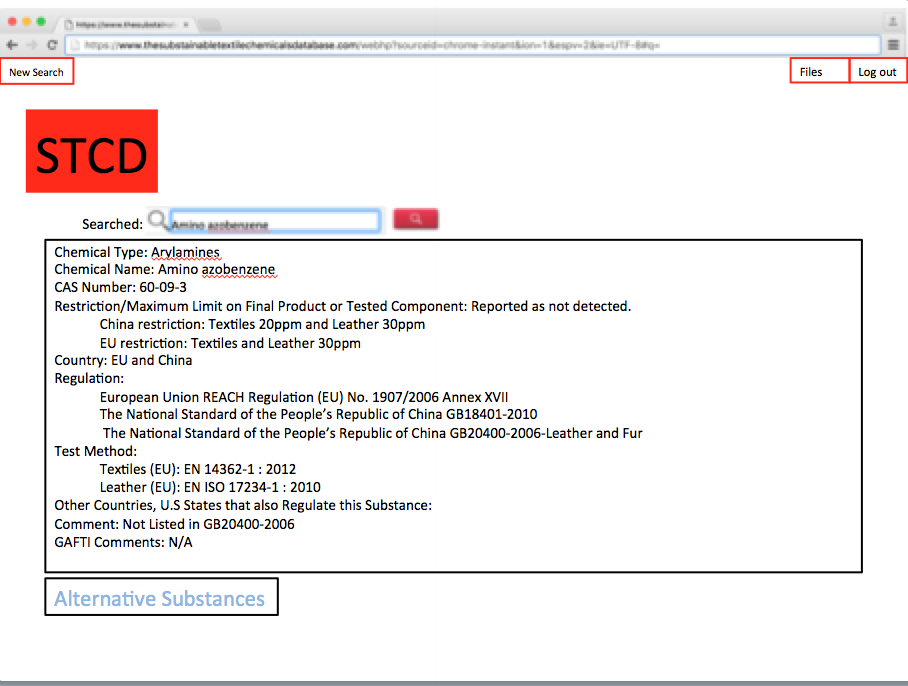 https://www.thesubstainabl
https://www.thesubstainabletextilechemicalsdatabase.com/webhp?sourceid=chrome-instant&ion=1&espv=2&ie=UTF-8#q=
New Search
Files
Log out
STCD
Searched: Amino azobenzene
Chemical Type: Arylamines
Chemical Name: Amino azobenzene
CAS Number: 60-09-3
Restriction/Maximum Limit on Final Product or Tested Component: Reported as not detected.
China restriction: Textiles 20ppm and Leather 30ppm
EU restriction: Textiles and Leather 30ppm
Country: EU and China
Regulation:
European Union REACH Regulation (EU) No. 1907/2006 Annex XVII
The National Standard of the People’s Republic of China GB18401-2010
The National Standard of the People’s Republic of China GB20400-2006-Leather and Fur
Test Method:
Textiles (EU): EN 14362-1 : 2012
Leather (EU): EN ISO 17234-1 : 2010
Other Countries, U.S States that also Regulate this Substance:
Comment: Not Listed in GB20400-2006
GAFTI Comments: N/A
Alternative Substances